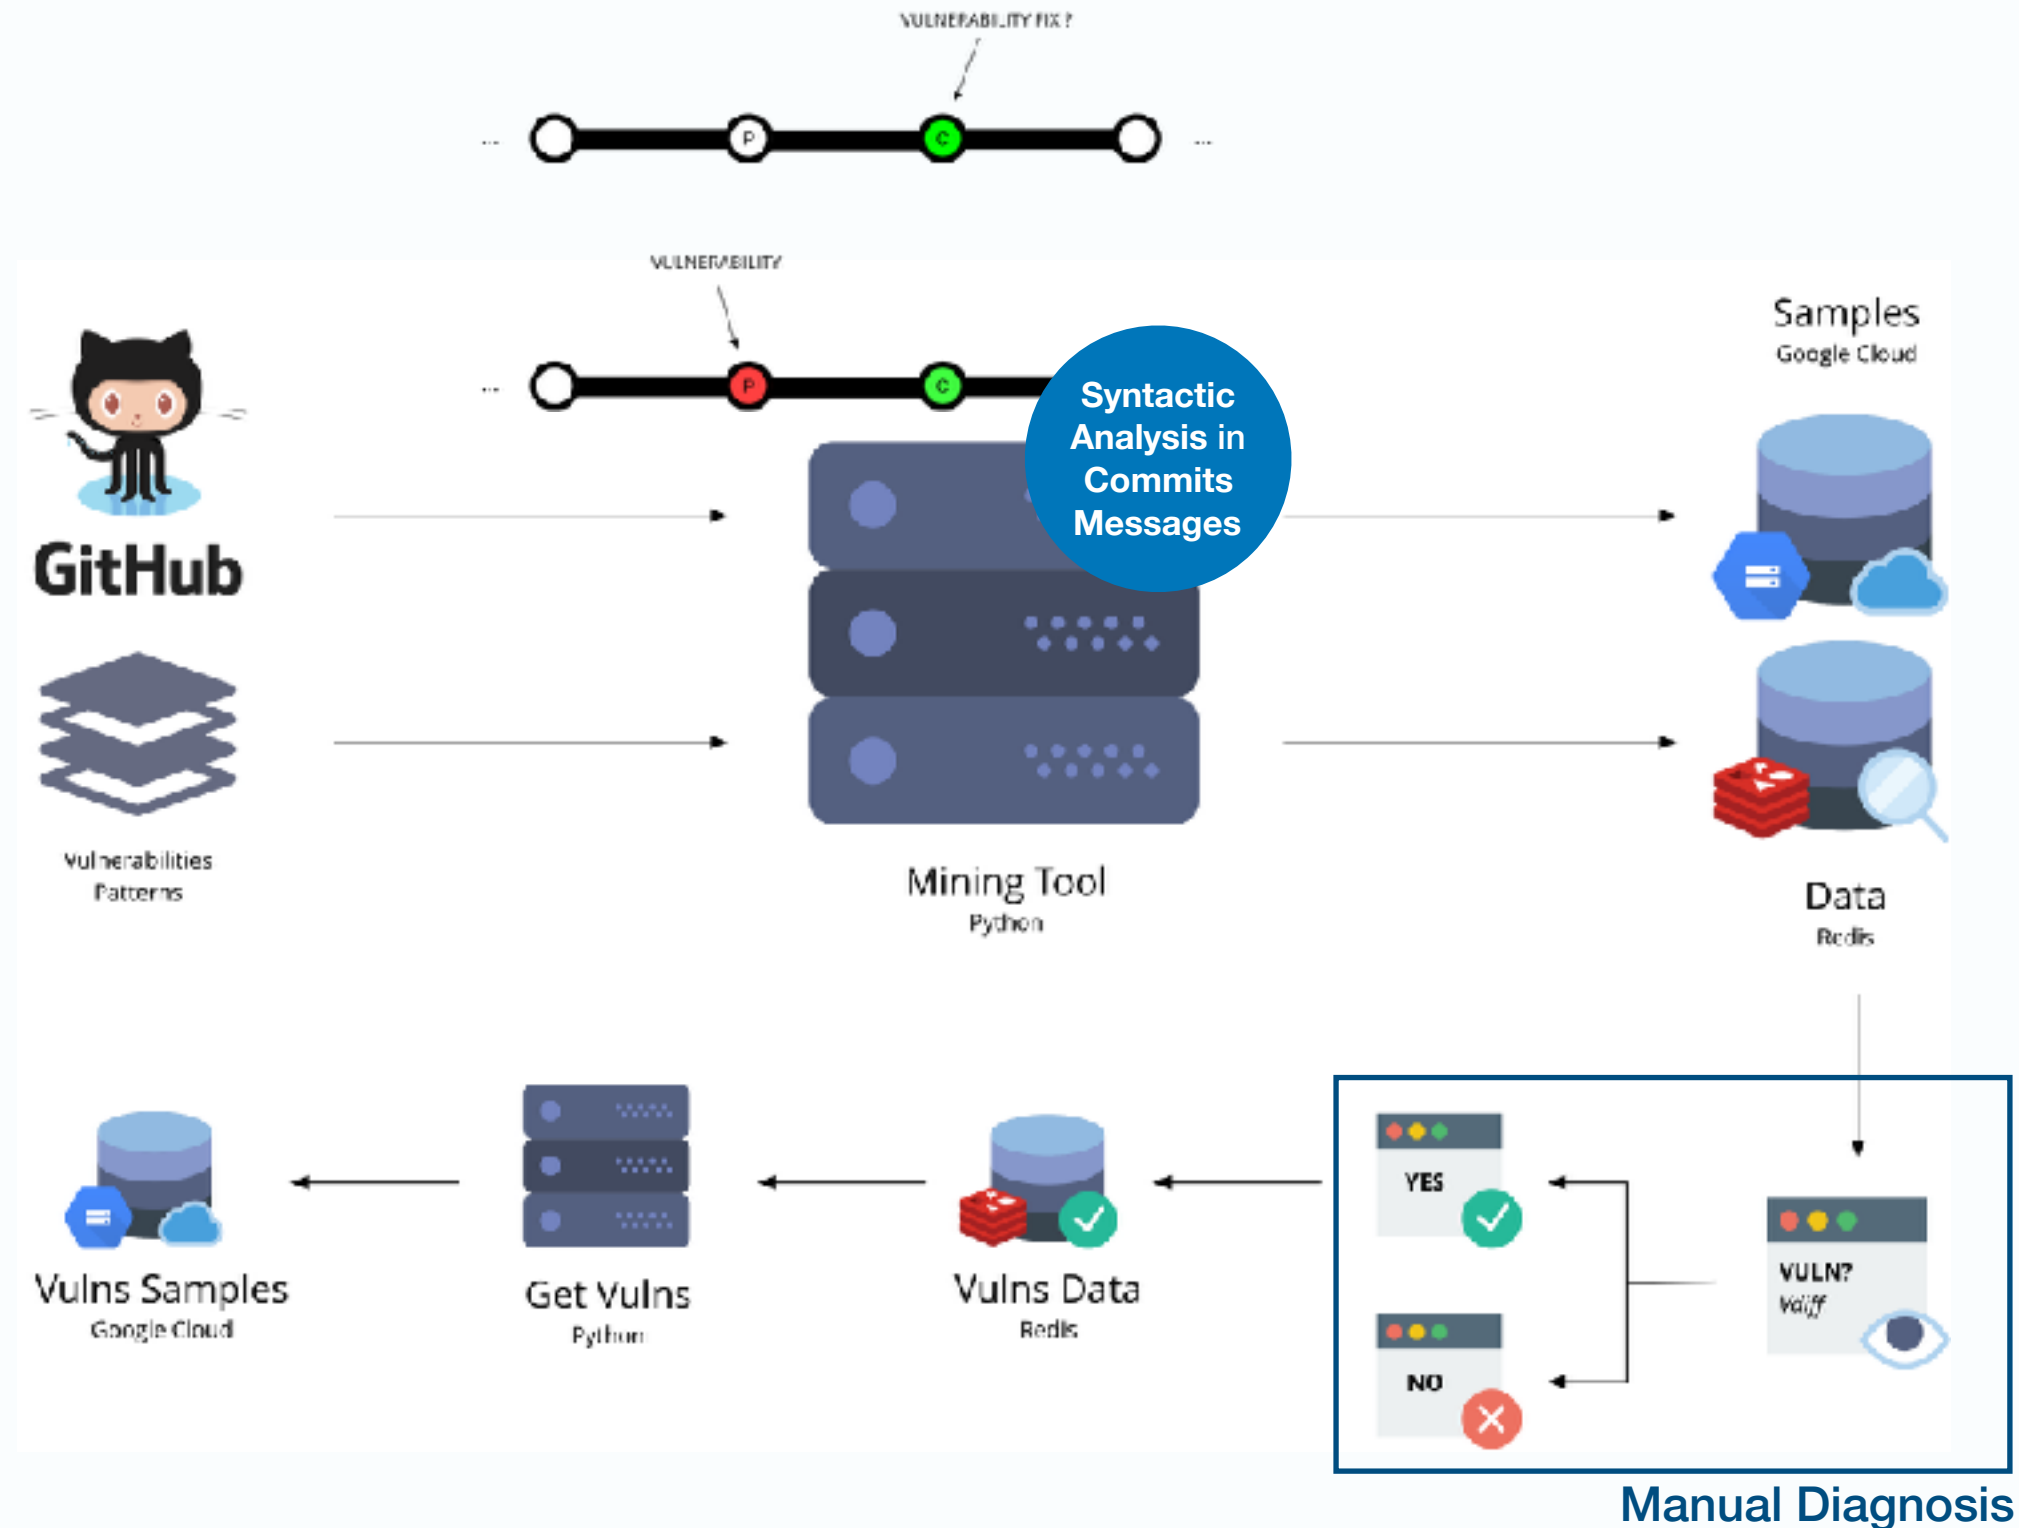 VULNERABILITY FIX ?
...
P
C
...
VULNERABILITY
...
P
C
Syntactic
Analysis in
Commits
Messages
Samples
Google Cloud
GitHub
Vulnerabilities
Patterns
Mining Tool
Python
Data
Redis
YES
NO
VULN?
Vdiff
Vulns Data
Redis
Get Vulns
Python
Vulns Samples
Google Cloud
Manual Diagnosis